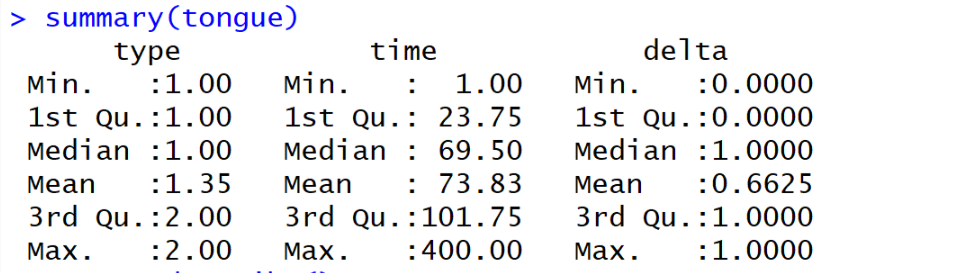 > summary(tongue)
      type            time            delta
 Min.   :1.00   Min.   :  1.00   Min.   :0.0000
 1st Qu.:1.00   1st Qu.: 23.75   1st Qu.:0.0000
 Median :1.00   Median : 69.50   Median :1.0000
 Mean   :1.35   Mean   : 73.83   Mean   :0.6625
 3rd Qu.:2.00   3rd Qu.:101.75   3rd Qu.:1.0000
 Max.   :2.00   Max.   :400.00   Max.   :1.0000